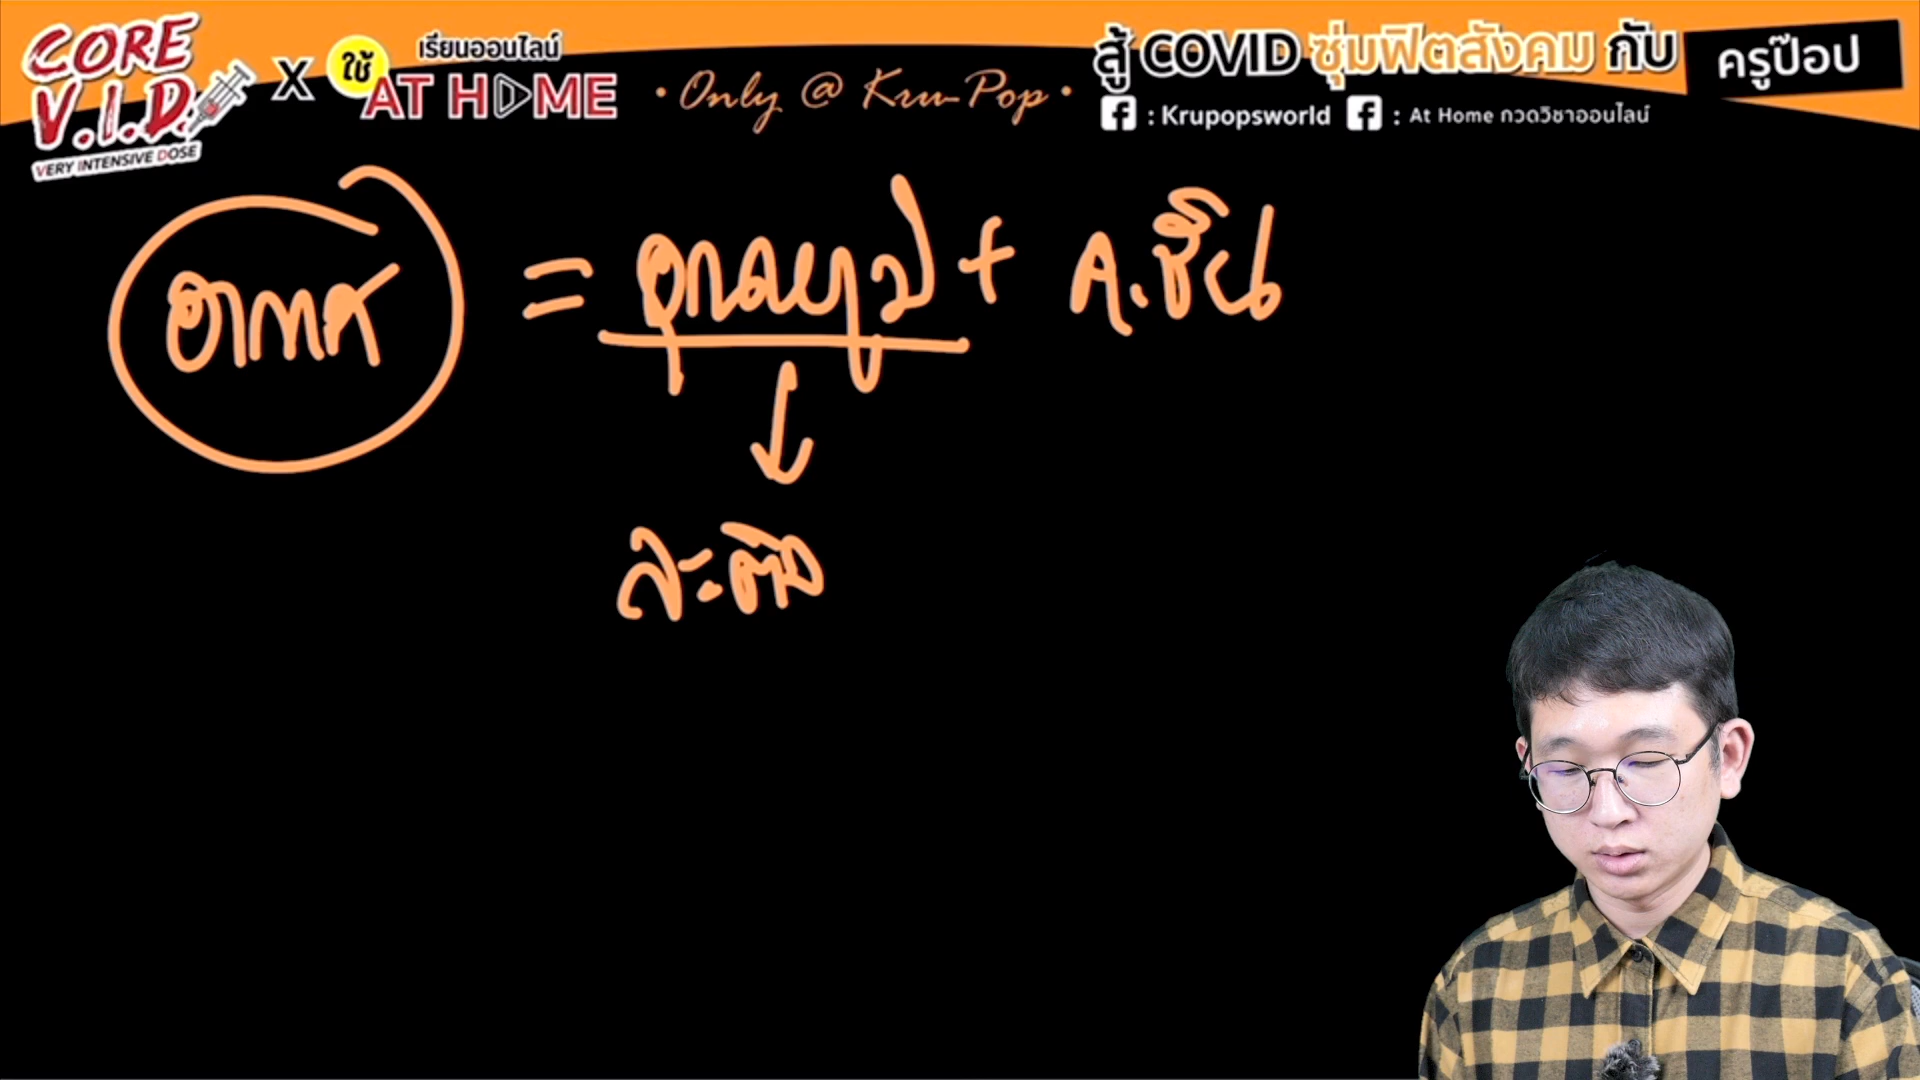 CORE
V.I.D.
VERY INTENSIVE DOSE
X
ใช้
เรียนออนไลน์
AT HOME
• Only @ Kru-Pop •
สู้ COVID ซุ่มฟิตสังคม กับ ครูป๊อป
: Krupopsworld : At Home กวดวิชาออนไลน์
อากาศ = อุณหภูมิ + ค.ชื้น
ละติจูด